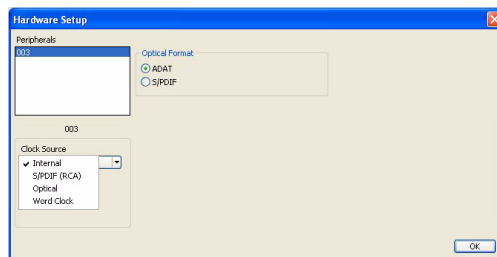 Hardware Setup
Peripherals
003
Optical Format
ADAT
S/PDIF
003
Clock Source
Internal
S/PDIF (RCA)
Optical
Word Clock
OK